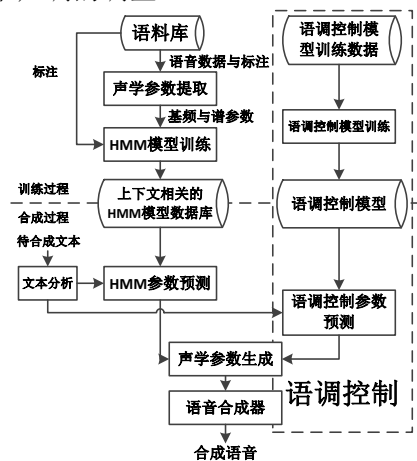 语料库
语调控制模
型训练数据
语音数据与标注
标注
声学参数提取
基频与谱参数
语调控制模型训练
HMM模型训练
训练过程
上下文相关的
HMM模型数据库
语调控制模型
合成过程
待合成文本
文本分析
HMM参数预测
语调控制参数
预测
声学参数生成
语调控制
语音合成器
合成语音